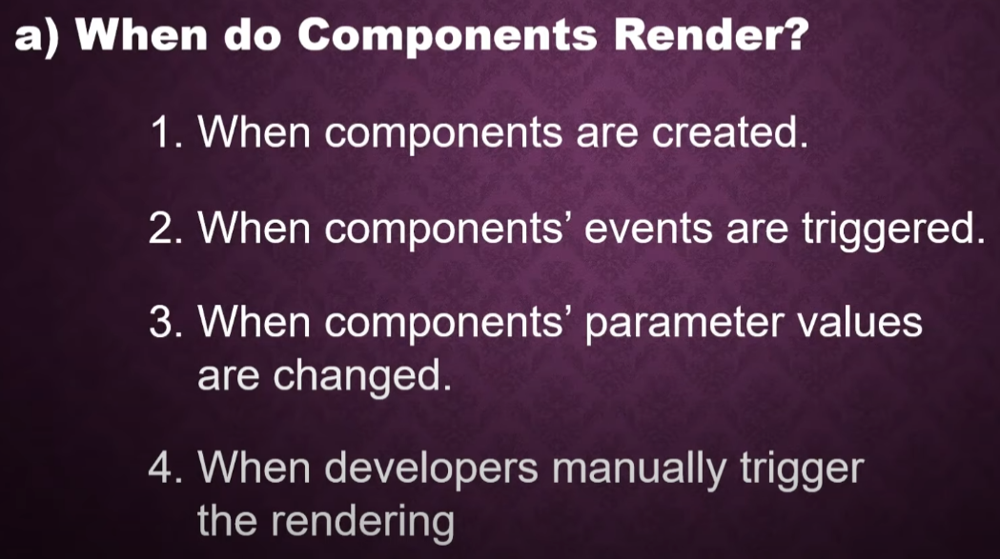 a) When do Components Render?
1. When components are created.
2. When components’ events are triggered.
3. When components’ parameter values
are changed.
4. When developers manually trigger
the rendering